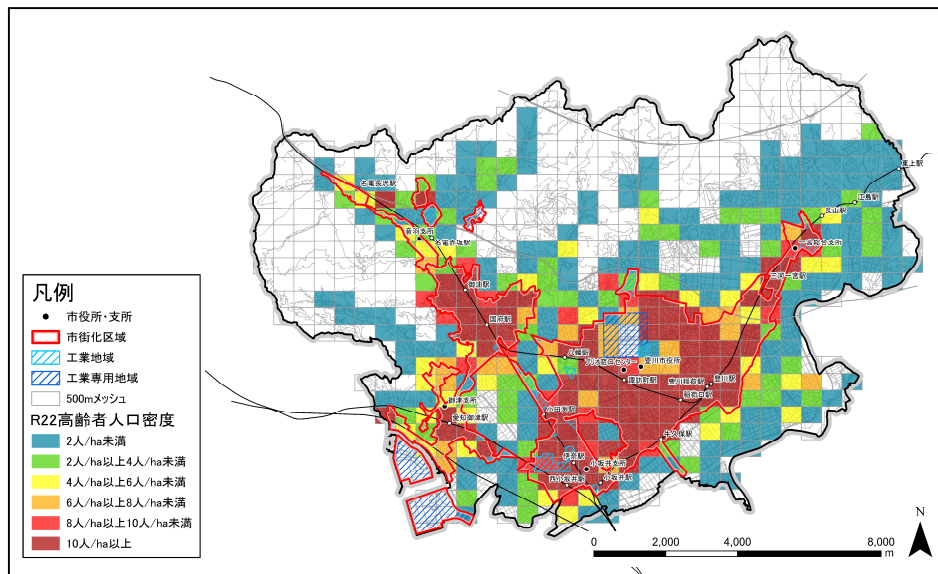 東上駅
名電長沢駅
江島駅
長山駅
音羽支所
名電赤坂駅
一宮総合支所
三河一宮駅
御油駅
国府駅
八幡駅
豊川市役所
プリオ窓口センター
諏訪町駅
豊川稲荷駅
豊川駅
稲荷口駅
御津支所
愛知御津駅
小田渕駅
牛久保駅
伊奈駅
小坂井支所
西小坂井駅
小坂井駅
凡例
市役所・支所
市街化区域
工業地域
工業専用地域
500mメッシュ
R22高齢者人口密度
2人/ha未満
2人/ha以上4人/ha未満
4人/ha以上6人/ha未満
6人/ha以上8人/ha未満
8人/ha以上10人/ha未満
10人/ha以上
N
0 2,000 4,000 8,000
m